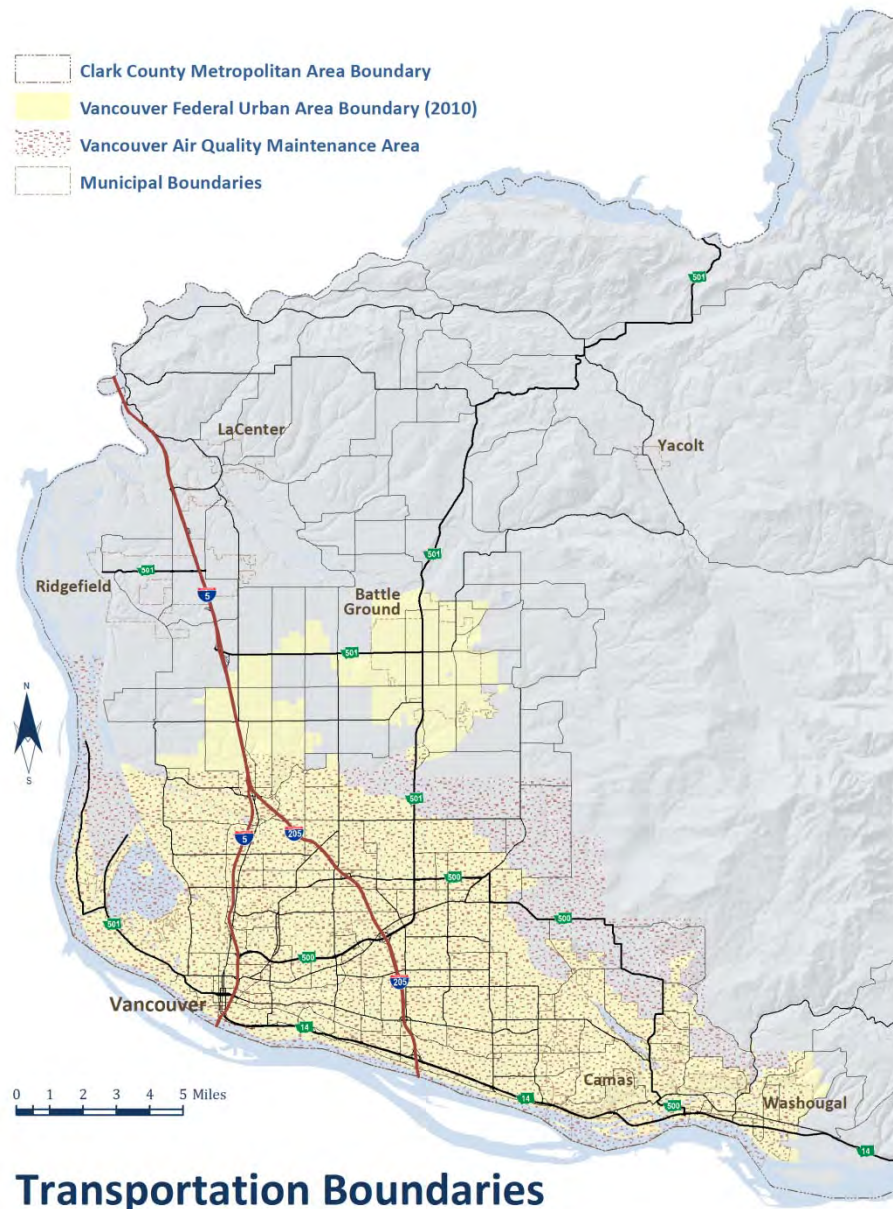 Clark County Metropolitan Area Boundary
Vancouver Federal Urban Area Boundary (2010)
Vancouver Air Quality Maintenance Area
Municipal Boundaries
501
LaCenter
Yacolt
501
501
Ridgefield
5
Battle
Ground
501
N
S
501
5
205
500
501
500
500
205
Vancouver
14
Camas
14
500
Washougal
14
0 1 2 3 4 5 Miles
Transportation Boundaries